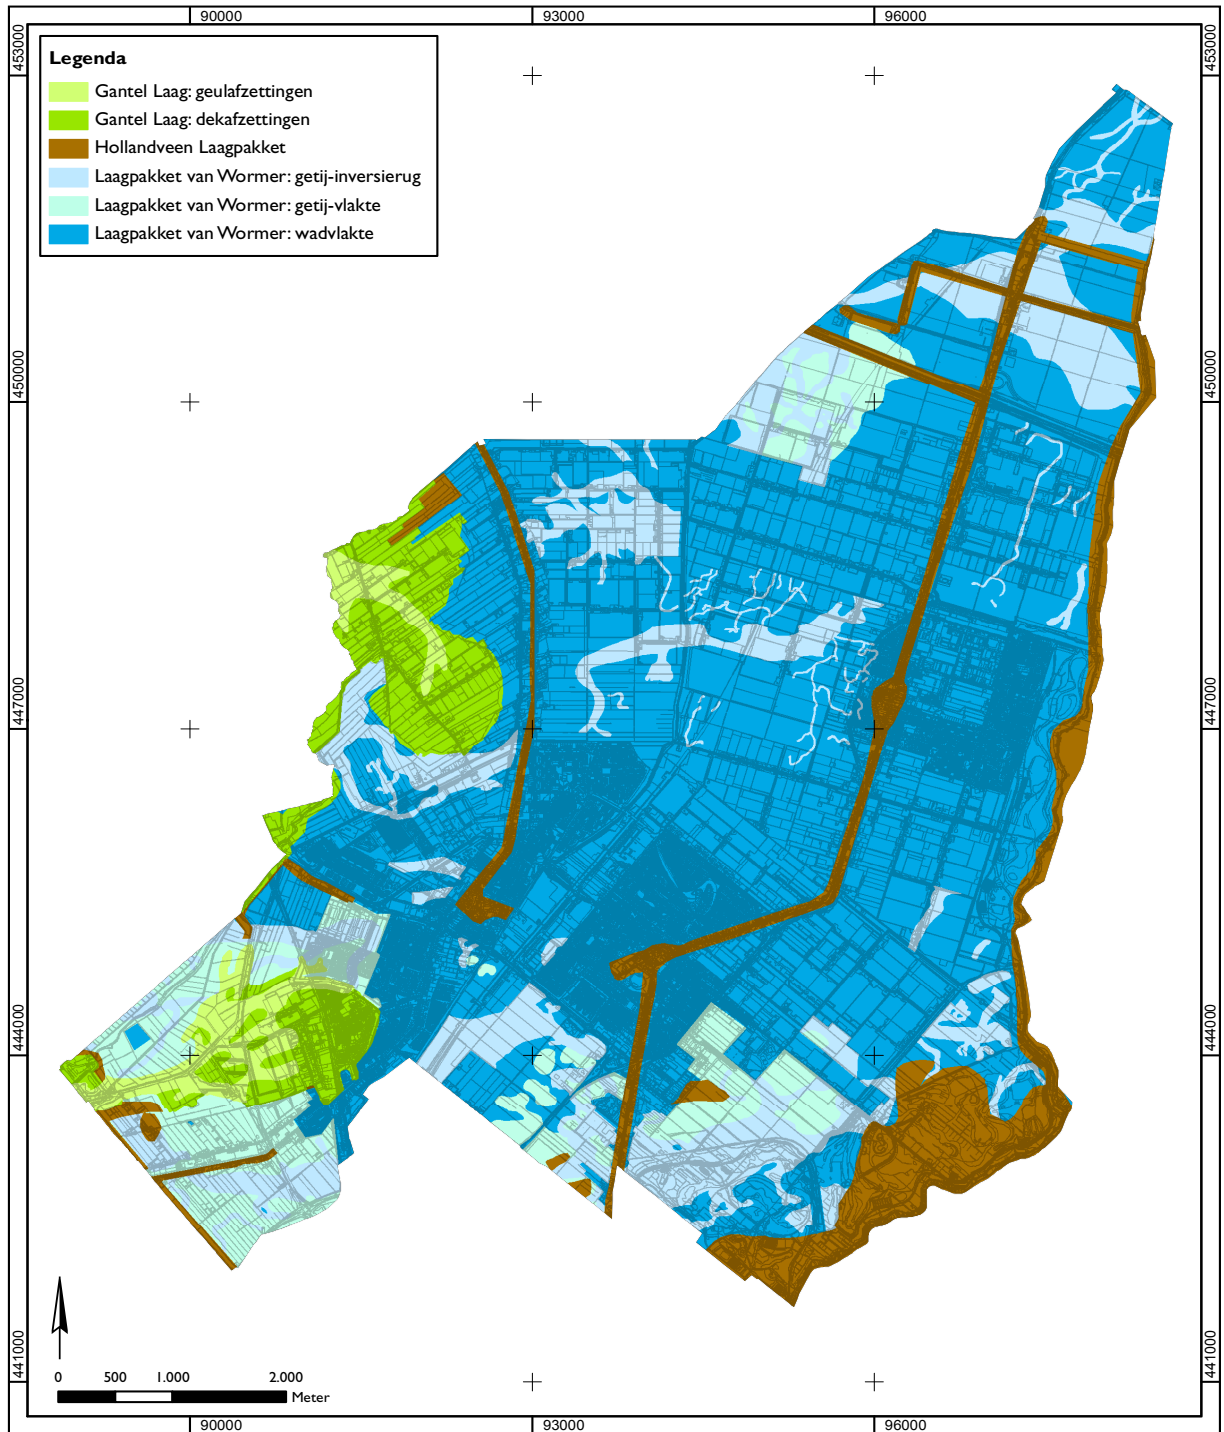 90000 93000 96000
453000 453000
Legenda
Gantel Laag: geulafzettingen
Gantel Laag: dekafzettingen
Hollandveen Laagpakket
Laagpakket van Wormer: getij-inversierug
Laagpakket van Wormer: getij-vlakte
Laagpakket van Wormer: wadvlakte
450000 450000
447000 447000
444000 444000
441000 441000
0 500 1.000 2.000
Meter
90000 93000 96000